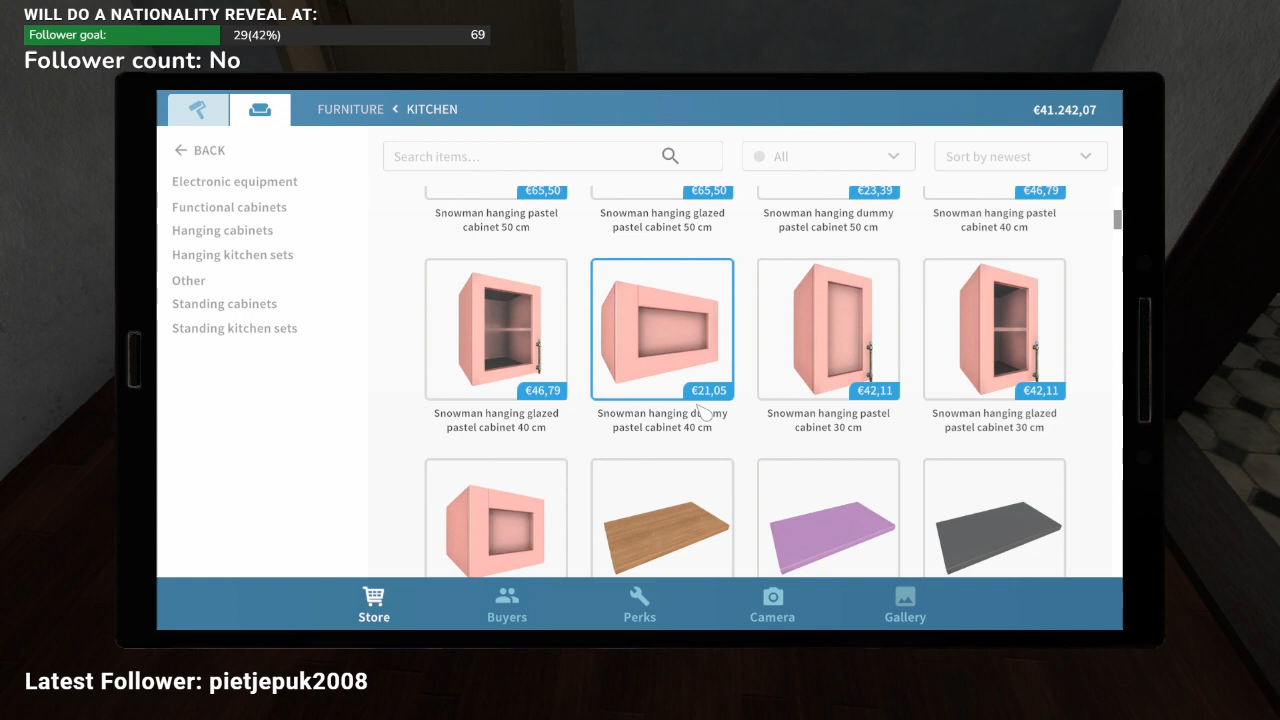 WILL DO A NATIONALITY REVEAL AT:
Follower goal: 29(42%) 69
Follower count: No
FURNITURE < KITCHEN €41.242,07
BACK
Search items... All Sort by newest
Electronic equipment
Functional cabinets
Hanging cabinets
Hanging kitchen sets
Other
Standing cabinets
Standing kitchen sets
€65,50 €65,50 €23,39 €46,79
Snowman hanging pastel
cabinet 50 cm
Snowman hanging glazed
pastel cabinet 50 cm
Snowman hanging dummy
pastel cabinet 50 cm
Snowman hanging pastel
cabinet 40 cm
€46,79 €21,05 €42,11 €42,11
Snowman hanging glazed
pastel cabinet 40 cm
Snowman hanging dummy
pastel cabinet 40 cm
Snowman hanging pastel
cabinet 30 cm
Snowman hanging glazed
pastel cabinet 30 cm
Store Buyers Perks Camera Gallery
Latest Follower: pietjepuk2008